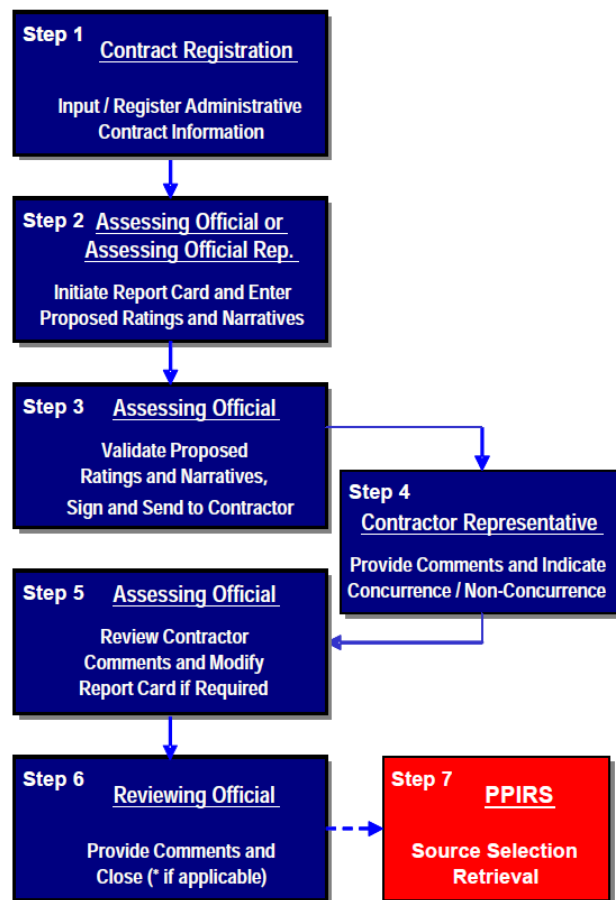 Step 1
Contract Registration
Input / Register Administrative
Contract Information
Step 2
Assessing Official or
Assessing Official Rep.
Initiate Report Card and Enter
Proposed Ratings and Narratives
Step 3
Assessing Official
Validate Proposed
Ratings and Narratives,
Sign and Send to Contractor
Step 4
Contractor Representative
Provide Comments and Indicate
Concurrence / Non-Concurrence
Step 5
Assessing Official
Review Contractor
Comments and Modify
Report Card if Required
Step 6
Reviewing Official
Provide Comments and
Close (* if applicable)
Step 7
PPIRS
Source Selection
Retrieval